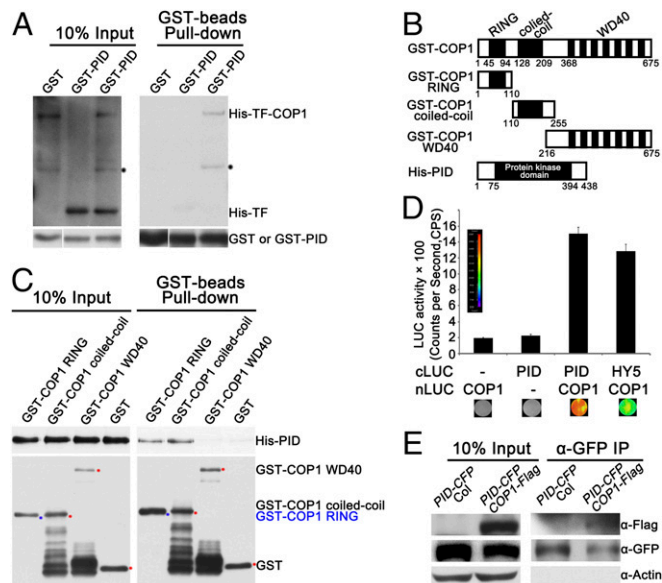 A
10% Input
GST-beads
Pull-down
GST
GST-PID
GST-PID
GST
GST-PID
GST-PID
His-TF-COP1
His-TF
GST or GST-PID
B
RING
coiled-
coil
WD40
GST-COP1
1 45 94 128 209 368 675
GST-COP1
RING
1 110
GST-COP1
coiled-coil
110 255
GST-COP1
WD40
216 675
His-PID
Protein kinase
domain
1 75 394 438
C
10% Input
GST-beads
Pull-down
GST-COP1 RING
GST-COP1 coiled-coil
GST-COP1 WD40
GST
GST-COP1 RING
GST-COP1 coiled-coil
GST-COP1 WD40
GST
His-PID
GST-COP1 WD40
GST-COP1 coiled-coil
GST-COP1 RING
GST
D
LUC activity × 100
(Counts per Second,CPS)
16
14
12
10
8
6
4
2
0
cLUC - PID PID HY5
nLUC COP1 - COP1 COP1
E
10% Input
α-GFP IP
PID-CFP
Col
PID-CFP
COP1-Flag
PID-CFP
Col
PID-CFP
COP1-Flag
α-Flag
α-GFP
α-Actin